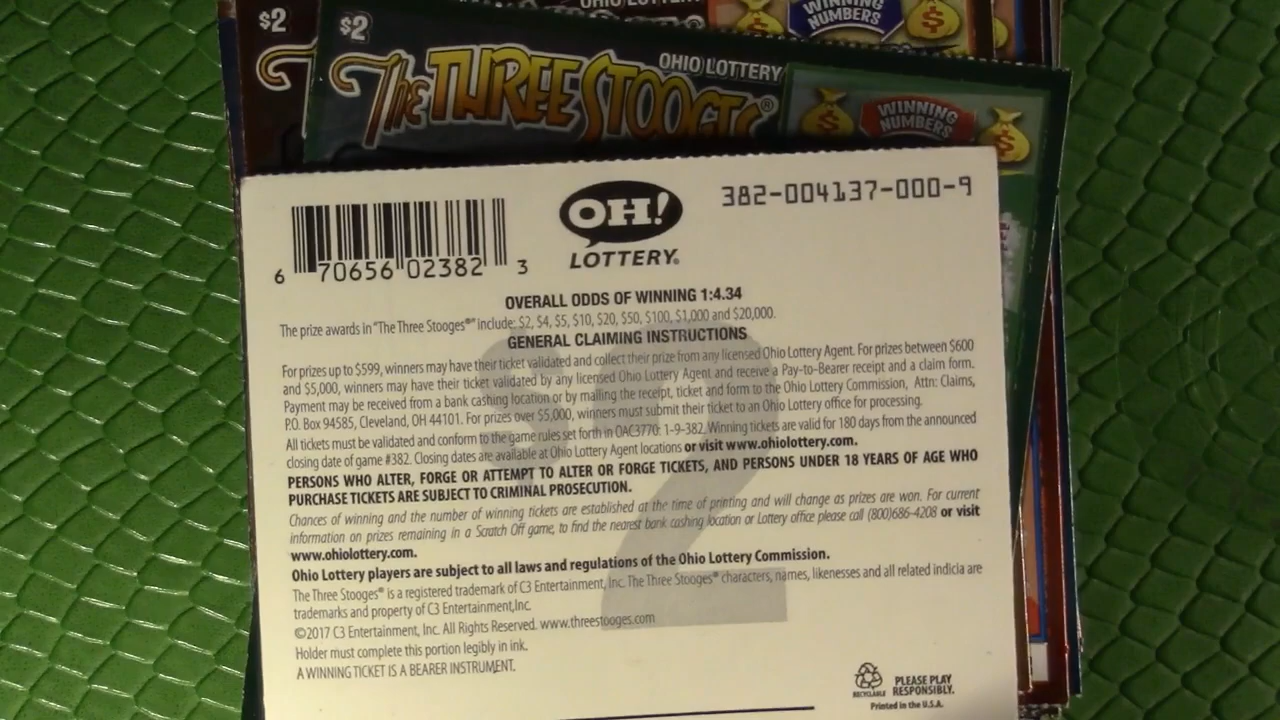 OHIO LOTTERY
$2
WINNING
NUMBERS
$2
The THREE STOOGES®
OHIO LOTTERY
WINNING
NUMBERS
OH!
LOTTERY®
382-004137-000-9
6 70656 02382 3
OVERALL ODDS OF WINNING 1:4.34
The prize awards in "The Three Stooges®" include: $2, $4, $5, $10, $20, $50, $100, $1,000 and $20,000.
GENERAL CLAIMING INSTRUCTIONS
For prizes up to $599, winners may have their ticket validated and collect their prize from any licensed Ohio Lottery Agent. For prizes between $600
and $5,000, winners may have their ticket validated by any licensed Ohio Lottery Agent and receive a Pay-to-Bearer receipt and a claim form.
Payment may be received from a bank cashing location or by mailing the receipt, ticket and form to the Ohio Lottery Commission, Attn: Claims,
P.O. Box 94585, Cleveland, OH 44101. For prizes over $5,000, winners must submit their ticket to an Ohio Lottery office for processing.
All tickets must be validated and conform to the game rules set forth in OAC3770: 1-9-382. Winning tickets are valid for 180 days from the announced
closing date of game #382. Closing dates are available at Ohio Lottery Agent locations or visit www.ohiolottery.com.
PERSONS WHO ALTER, FORGE OR ATTEMPT TO ALTER OR FORGE TICKETS, AND PERSONS UNDER 18 YEARS OF AGE WHO
PURCHASE TICKETS ARE SUBJECT TO CRIMINAL PROSECUTION.
Chances of winning and the number of winning tickets are established at the time of printing and will change as prizes are won. For current
information on prizes remaining in a Scratch Off game, to find the nearest bank cashing location or Lottery office please call (800)686-4208 or visit
www.ohiolottery.com.
Ohio Lottery players are subject to all laws and regulations of the Ohio Lottery Commission.
The Three Stooges® is a registered trademark of C3 Entertainment, Inc. The Three Stooges® characters, names, likenesses and all related indicia are
trademarks and property of C3 Entertainment,Inc.
©2017 C3 Entertainment, Inc. All Rights Reserved. www.threestooges.com
Holder must complete this portion legibly in ink.
A WINNING TICKET IS A BEARER INSTRUMENT.
$2
RECYCLABLE
PLEASE PLAY
RESPONSIBLY.
Printed in the U.S.A.